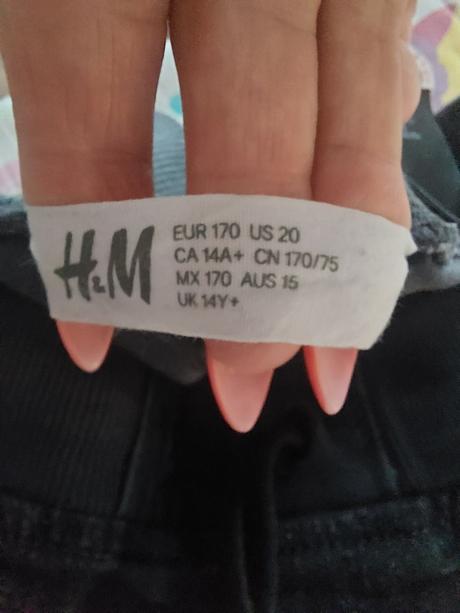 H&M
EUR 170 US 20
CA 14A+ CN 170/75
MX 170 AUS 15
UK 14Y+